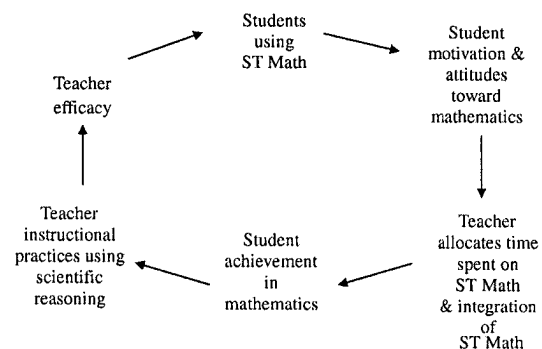 Students
using
ST Math
Student
motivation &
attitudes
toward
mathematics
Teacher
allocates time
spent on
ST Math
& integration
of
ST Math
Student
achievement
in
mathematics
Teacher
instructional
practices using
scientific
reasoning
Teacher
efficacy